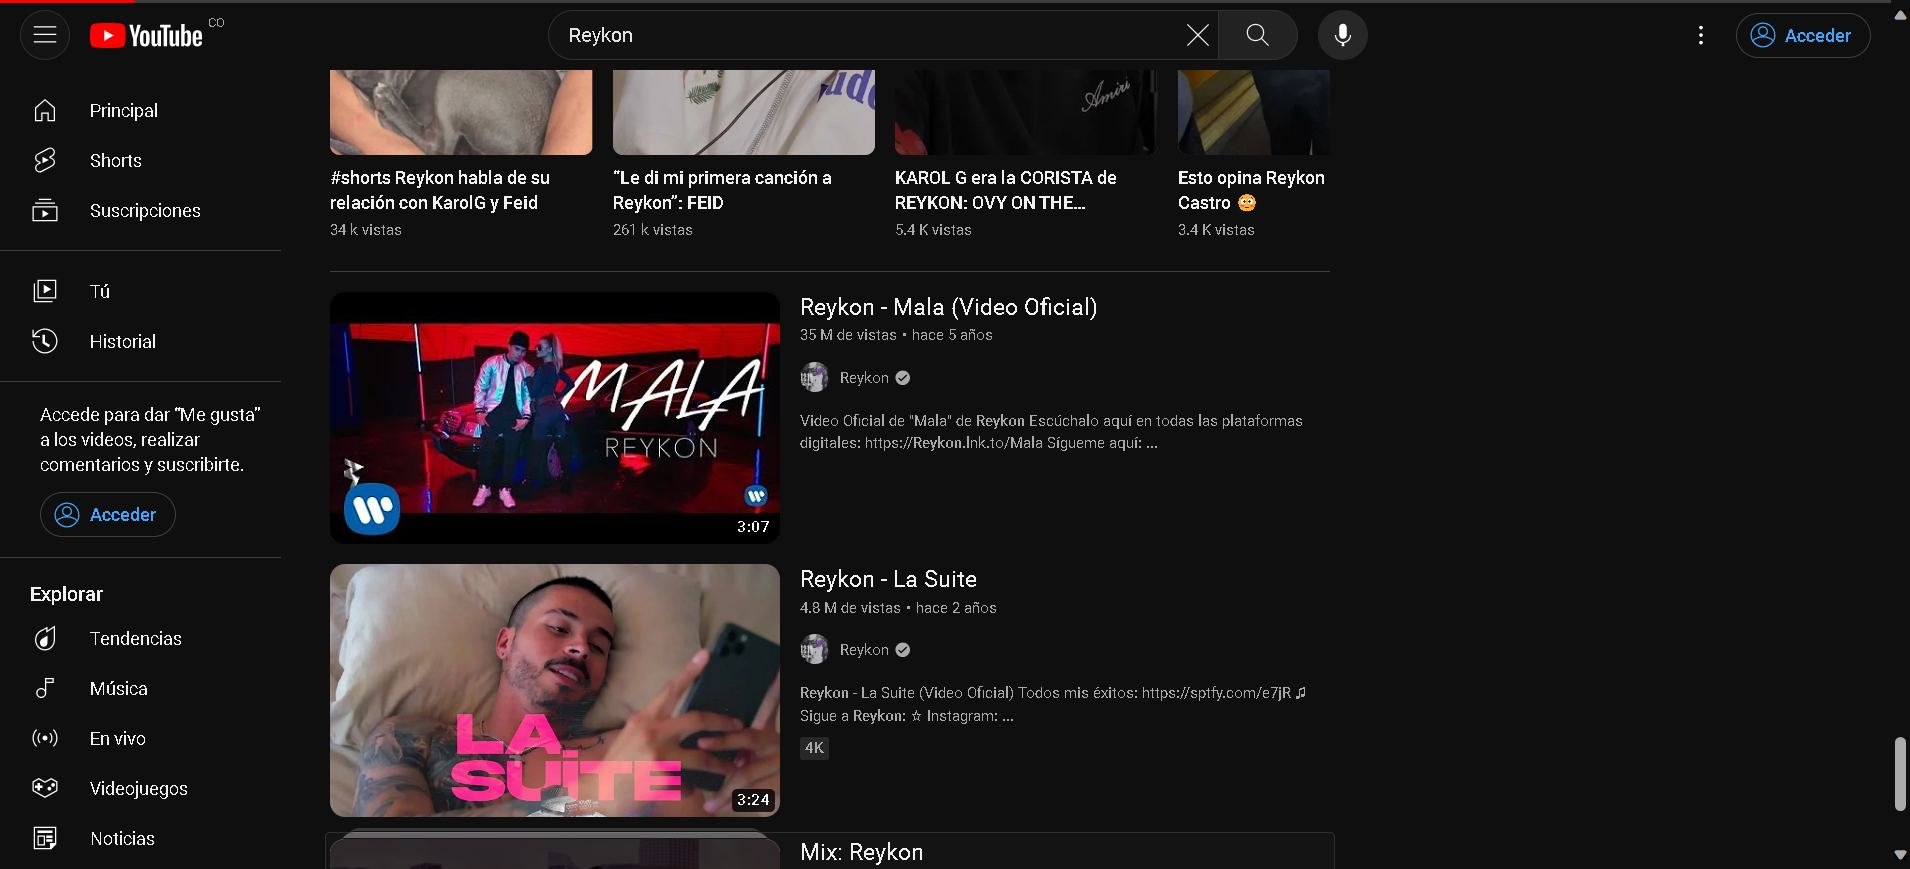 YouTube CO
Reykon
Acceder
Principal
Shorts
Suscripciones
Tú
Historial
Accede para dar “Me gusta”
a los videos, realizar
comentarios y suscribirte.
Acceder
Explorar
Tendencias
Música
En vivo
Videojuegos
Noticias
Amiri
#shorts Reykon habla de su
relación con KarolG y Feid
34 k vistas
“Le di mi primera canción a
Reykon”: FEID
261 k vistas
KAROL G era la CORISTA de
REYKON: OVY ON THE...
5.4 K vistas
Esto opina Reykon
Castro 😳
3.4 K vistas
MALA
REYKON
3:07
Reykon - Mala (Video Oficial)
35 M de vistas • hace 5 años
Reykon
Video Oficial de "Mala" de Reykon Escúchalo aquí en todas las plataformas
digitales: https://Reykon.lnk.to/Mala Sígueme aquí: ...
LA
SUiTE
3:24
Reykon - La Suite
4.8 M de vistas • hace 2 años
Reykon
Reykon - La Suite (Video Oficial) Todos mis éxitos: https://sptfy.com/e7jR ♫
Sigue a Reykon: ☆ Instagram: ...
4K
Mix: Reykon